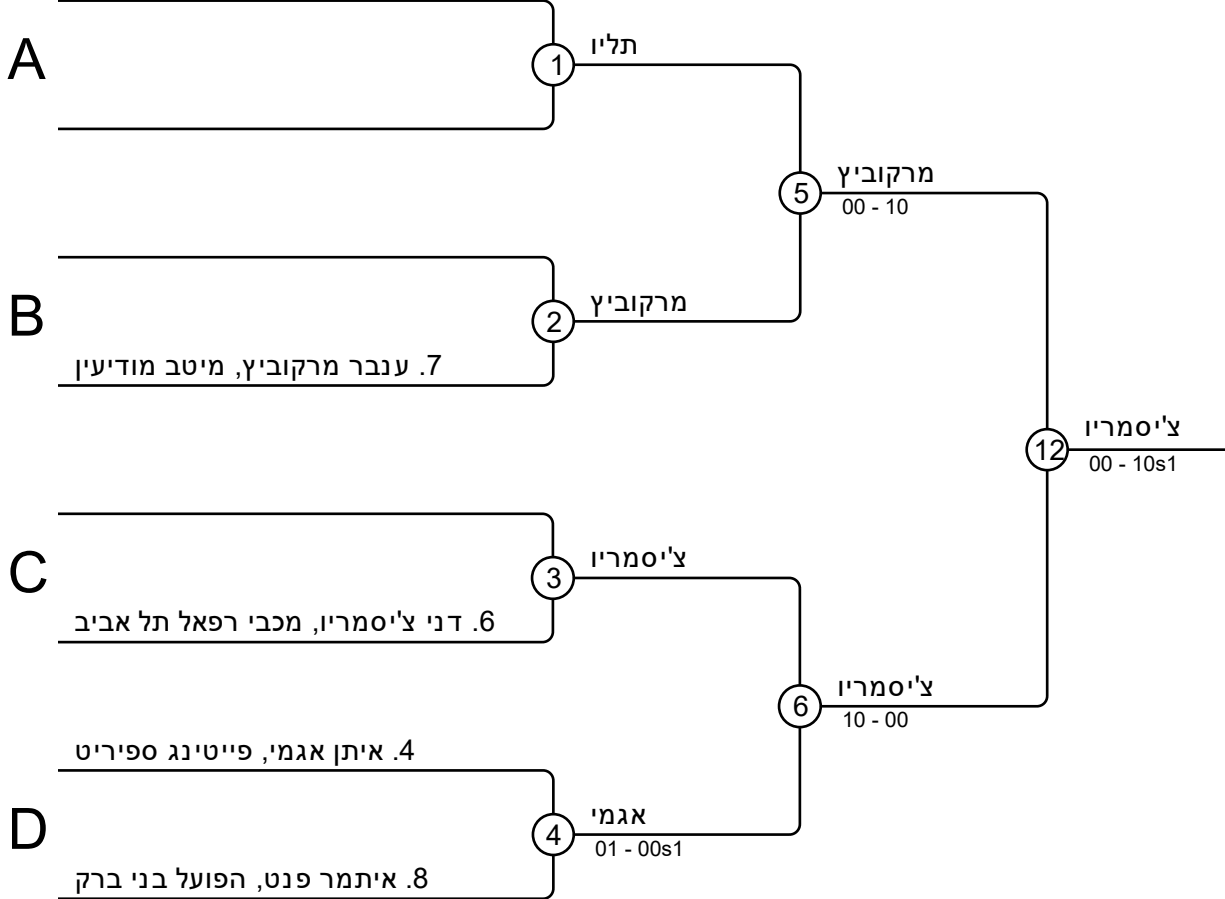 A
1
תליו
5
מרקוביץ
00 - 10
B
2
מרקוביץ
7. ענבר מרקוביץ, מיטב מודיעין
12
צ'יסמריו
00 - 10s1
C
3
צ'יסמריו
6. דני צ'יסמריו, מכבי רפאל תל אביב
6
צ'יסמריו
10 - 00
4. איתן אגמי, פייטינג ספיריט
D
4
אגמי
01 - 00s1
8. איתמר פנט, הפועל בני ברק